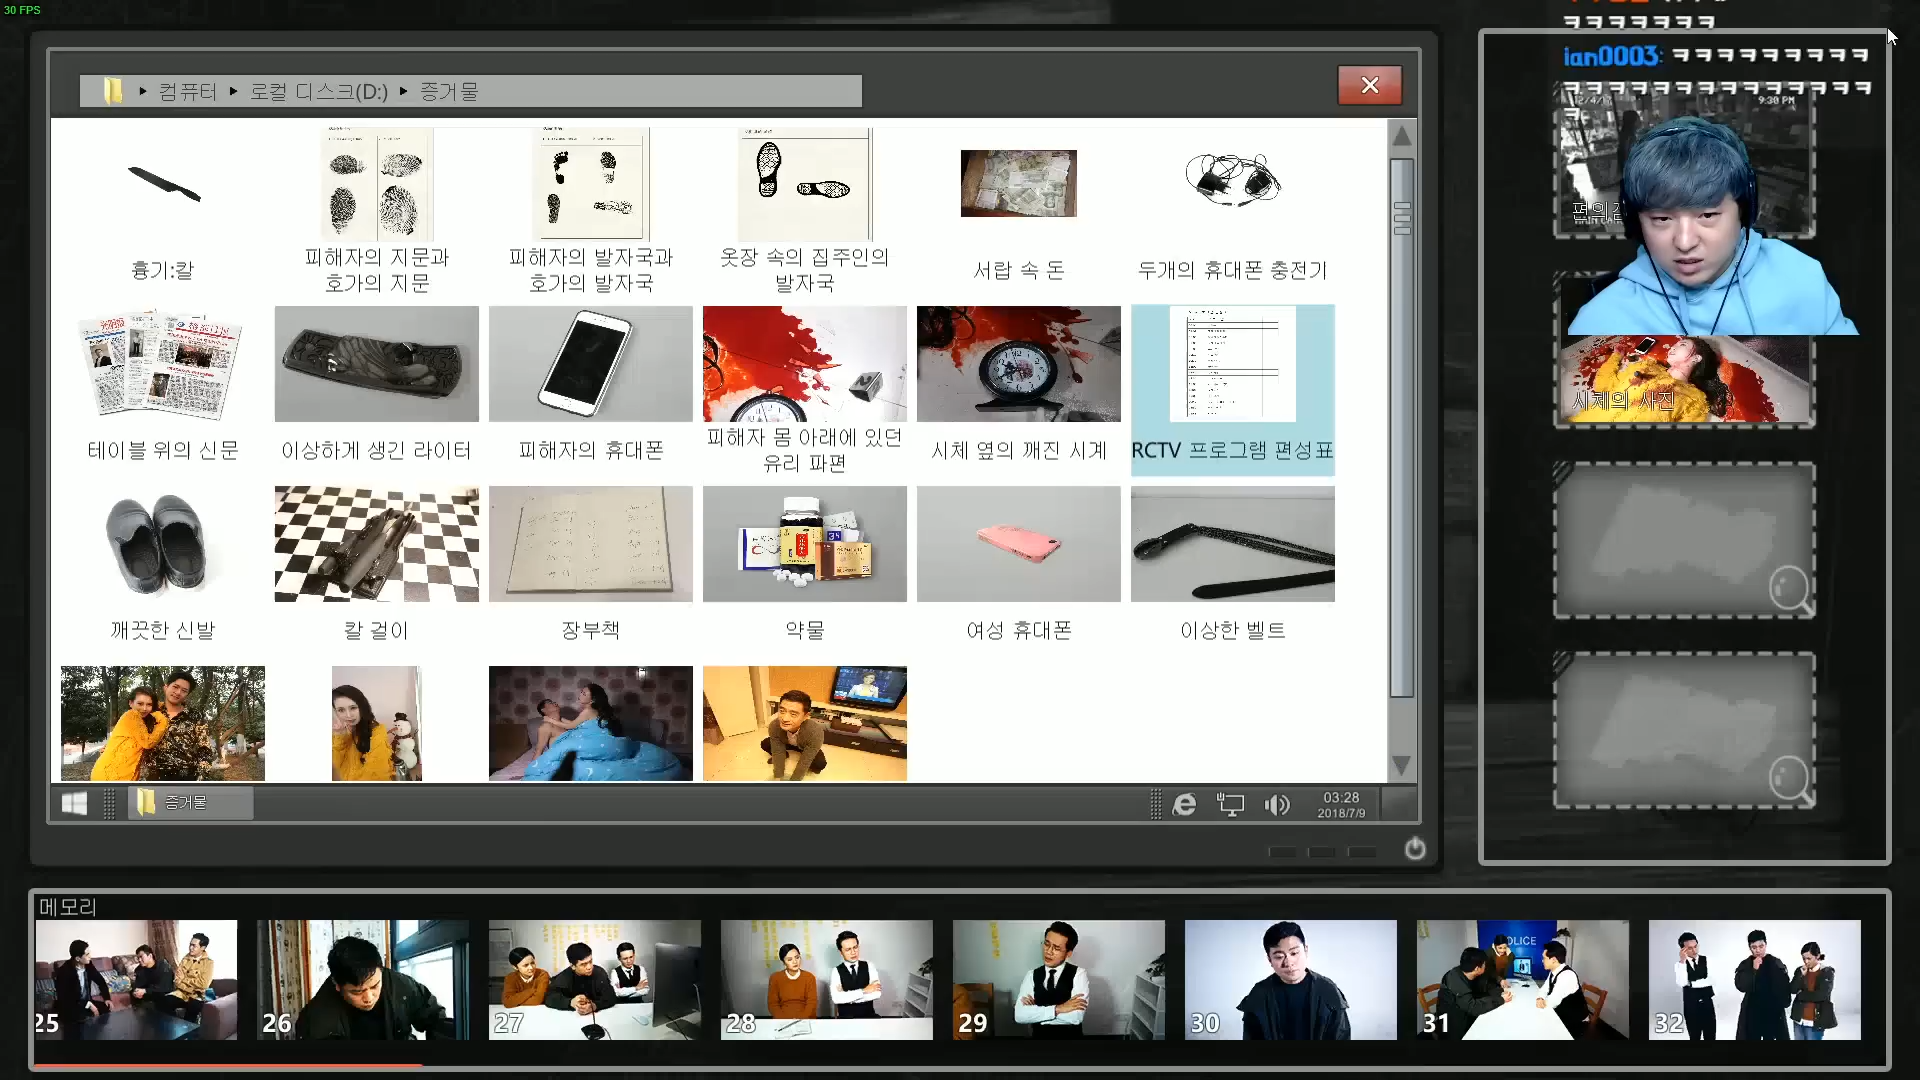 30 FPS
ㅋㅋㅋㅋㅋㅋㅋ
ian0003: ㅋㅋㅋㅋㅋㅋㅋㅋㅋ
ㅋㅋㅋㅋㅋㅋㅋㅋㅋㅋㅋㅋㅋㅋ
ㅋ
컴퓨터 로컬 디스크(D:) 증거물
9:30 PM
흉기:칼
피해자의 지문과
호가의 지문
피해자의 발자국과
호가의 발자국
옷장 속의 집주인의
발자국
서랍 속 돈
두개의 휴대폰 충전기
편의
테이블 위의 신문
이상하게 생긴 라이터
피해자의 휴대폰
피해자 몸 아래에 있던
유리 파편
시체 옆의 깨진 시계
RCTV 프로그램 편성표
시체의 사진
깨끗한 신발
칼 걸이
장부책
약물
여성 휴대폰
이상한 벨트
증거물
03:28
2018/7/9
메모리
25
26
27
28
29
30
31
32